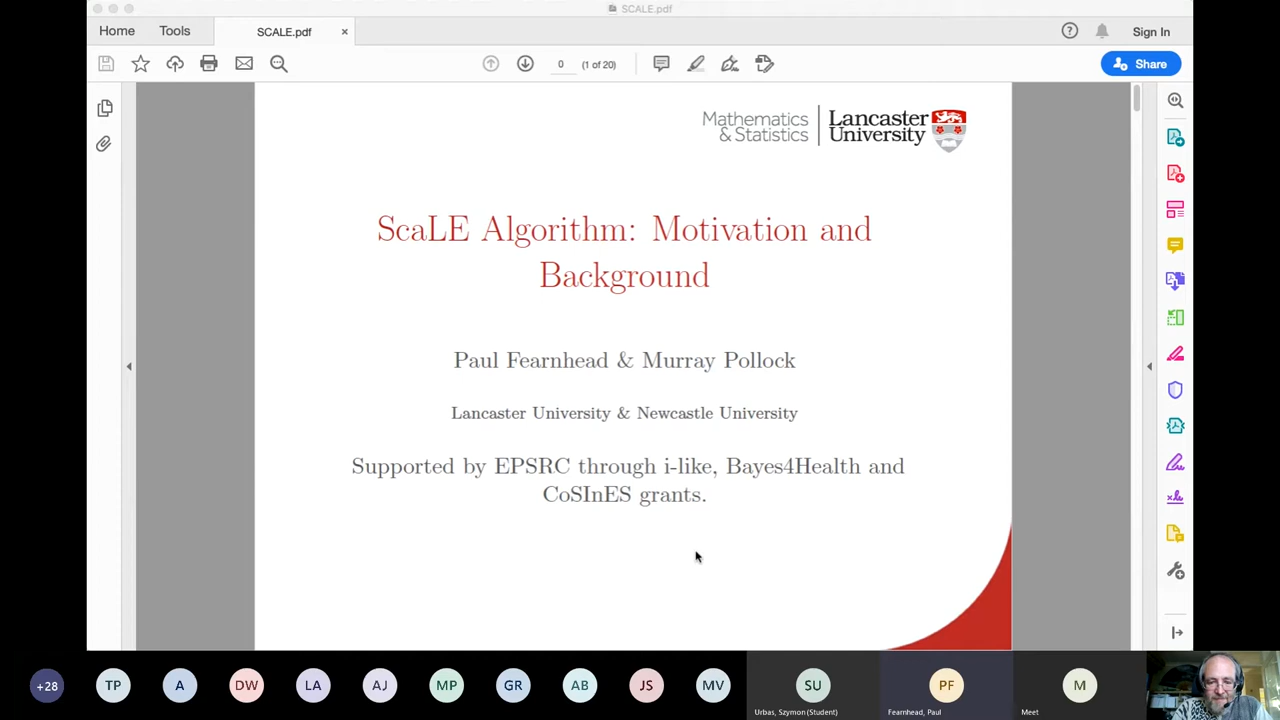 SCALE.pdf
Home
Tools
SCALE.pdf
×
Sign In
0
(1 of 20)
Share
Mathematics
& Statistics
Lancaster
University
ScaLE Algorithm: Motivation and
Background
Paul Fearnhead & Murray Pollock
Lancaster University & Newcastle University
Supported by EPSRC through i-like, Bayes4Health and
CoSInES grants.
+28
TP
A
DW
LA
AJ
MP
GR
AB
JS
MV
SU
PF
M
Urbas, Szymon (Student)
Fearnhead, Paul
Meet